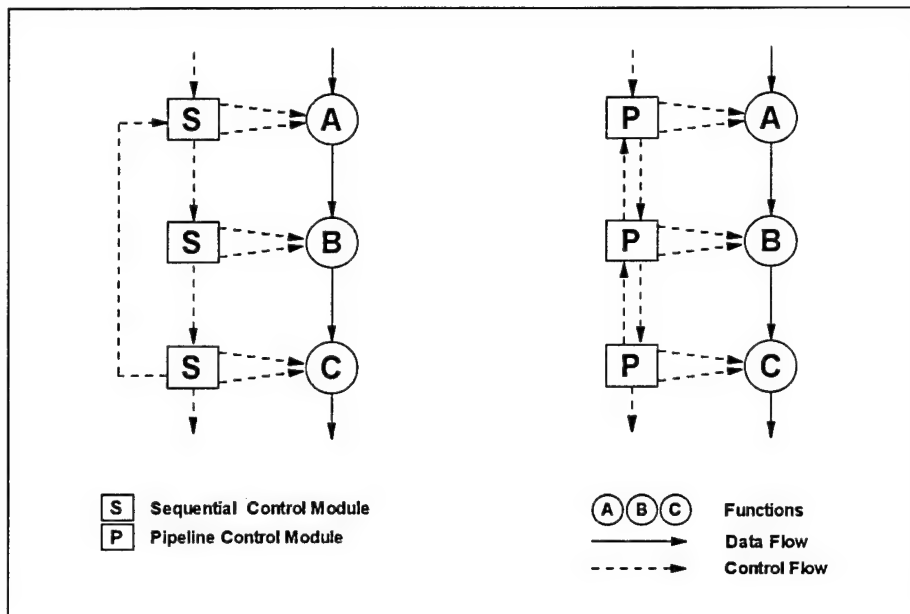 S A
P A
S B
P B
S C
P C
S Sequential Control Module
P Pipeline Control Module
A B C Functions
Data Flow
Control Flow